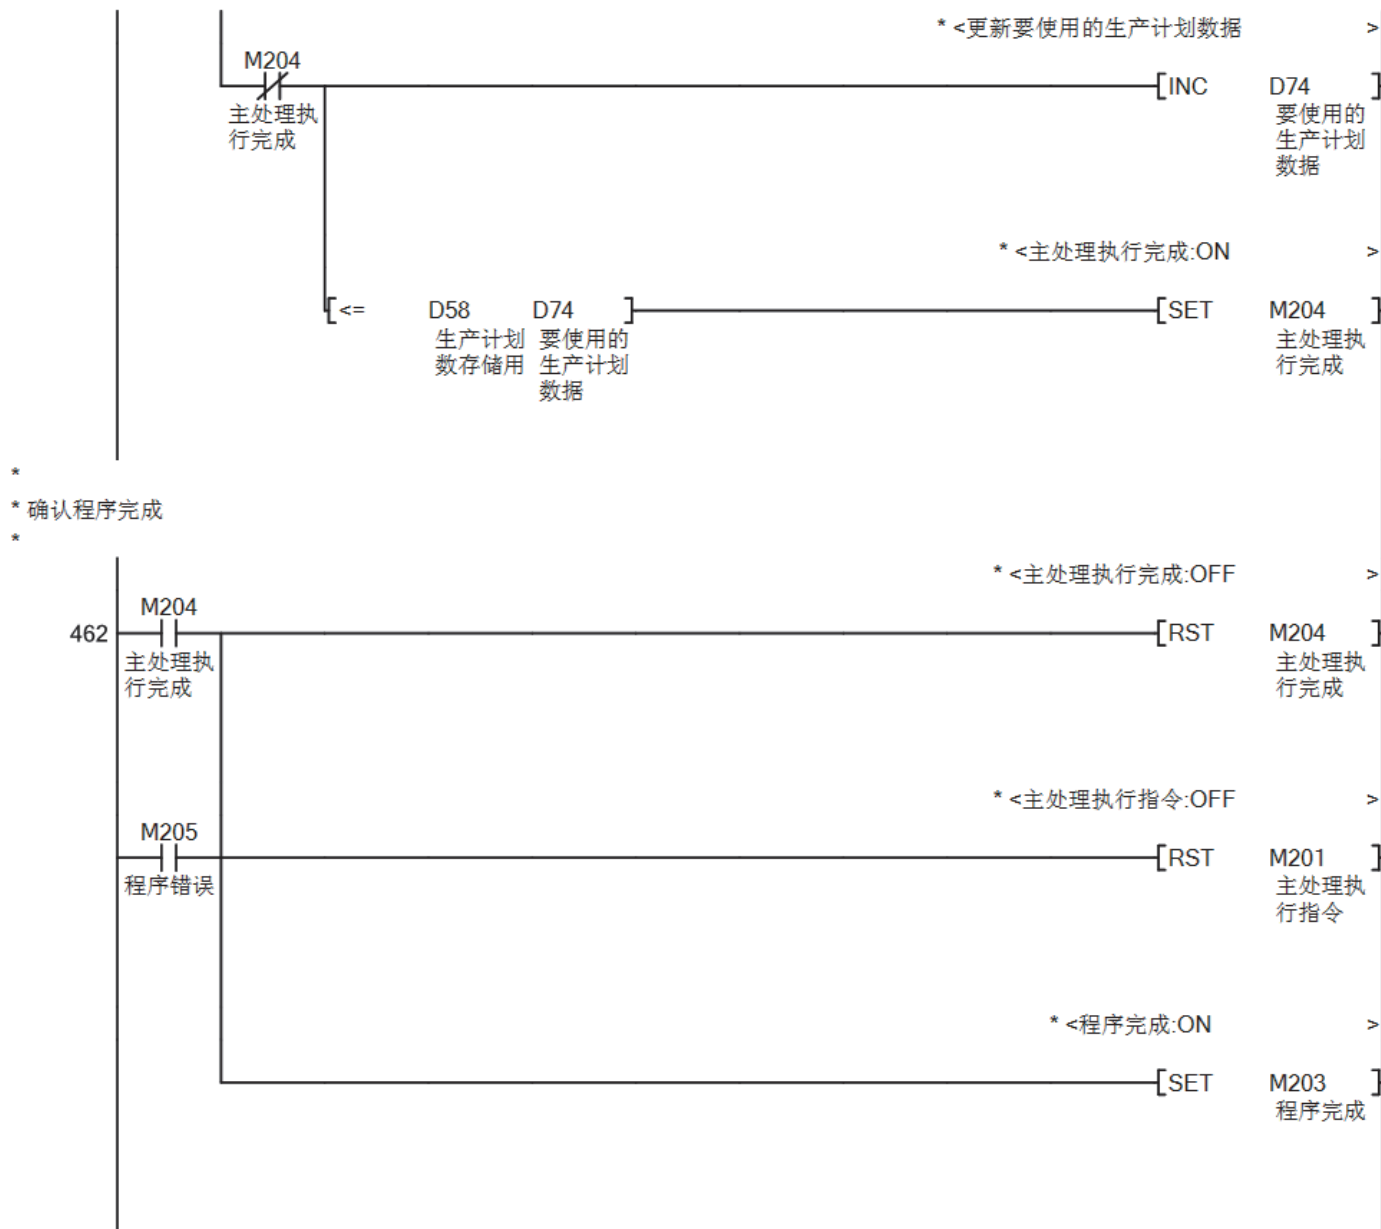 * <更新要使用的生产计划数据 >
M204
[INC D74 ]
主处理执
行完成
要使用的
生产计划
数据
* <主处理执行完成:ON >
[<= D58 D74 ]
[SET M204 ]
生产计划
数存储用
要使用的
生产计划
数据
主处理执
行完成
*
* 确认程序完成
*
* <主处理执行完成:OFF >
M204
462
[RST M204 ]
主处理执
行完成
主处理执
行完成
* <主处理执行指令:OFF >
M205
[RST M201 ]
程序错误
主处理执
行指令
* <程序完成:ON >
[SET M203 ]
程序完成